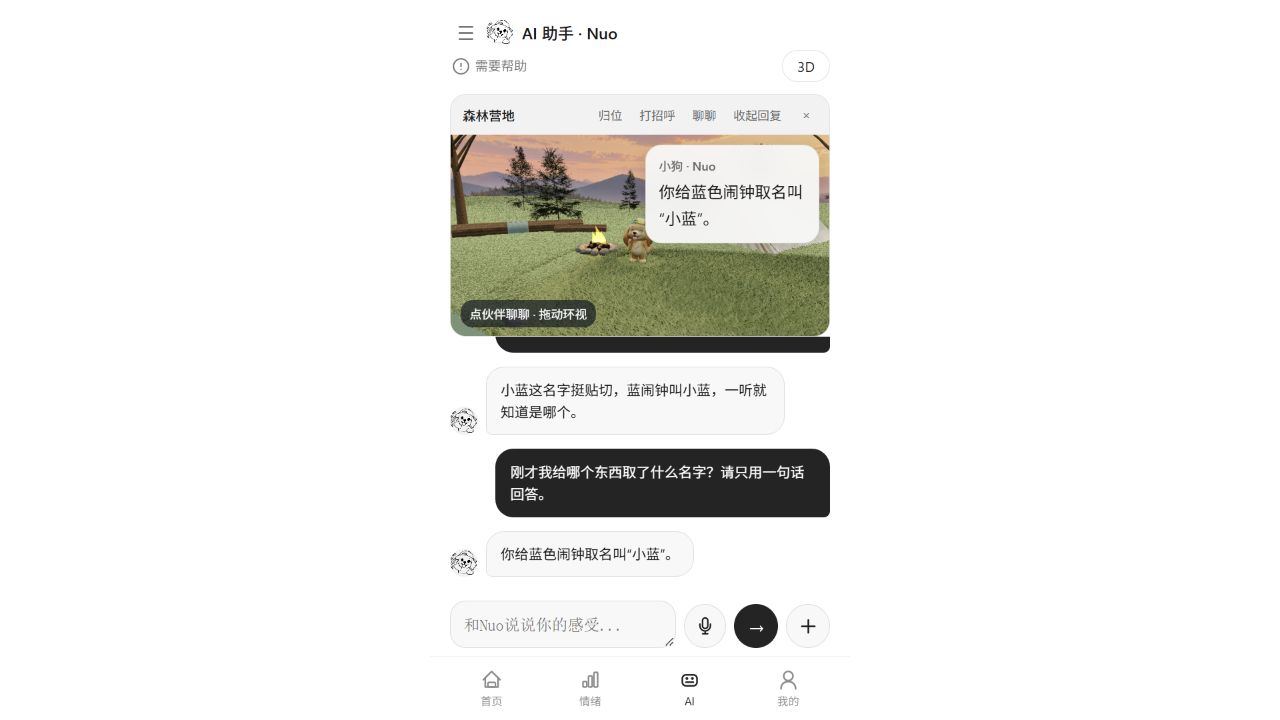 AI 助手 · Nuo
需要帮助
3D
森林营地
归位
打招呼
聊聊
收起回复
×
小狗 · Nuo
你给蓝色闹钟取名叫
“小蓝”。
点伙伴聊聊 · 拖动环视
小蓝这名字挺贴切，蓝闹钟叫小蓝，一听就
知道是哪个。
刚才我给哪个东西取了什么名字？请只用一句话
回答。
你给蓝色闹钟取名叫“小蓝”。
和Nuo说说你的感受...
首页
情绪
AI
我的